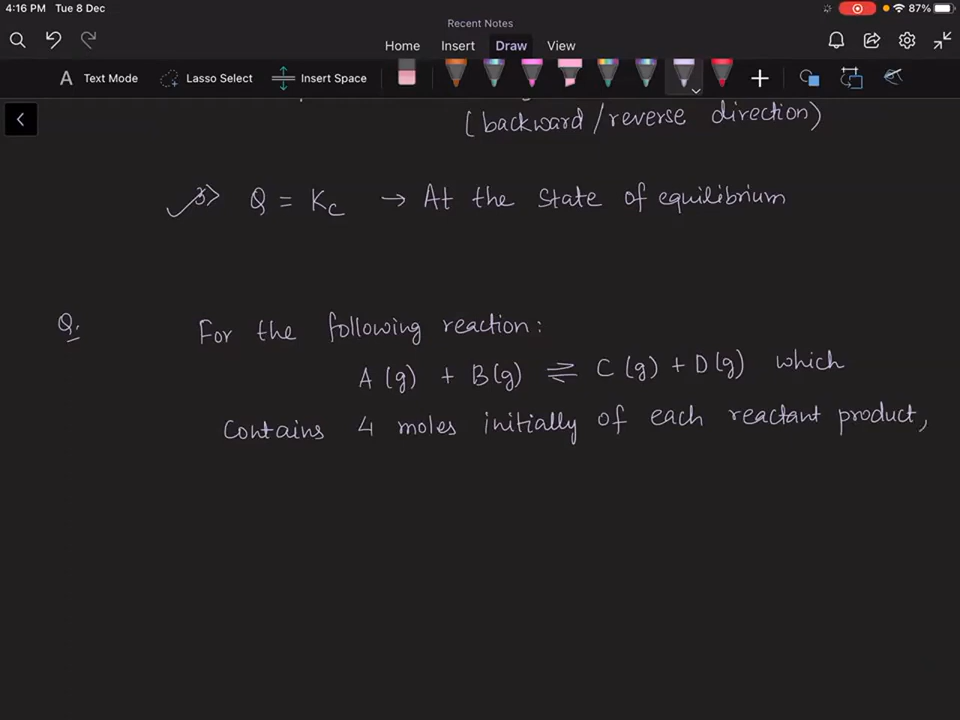 4:16 PM Tue 8 Dec
87%
Recent Notes
Home Insert Draw View
Text Mode Lasso Select Insert Space
(backward/reverse direction)
3> Q = Kc → At the state of equilibrium
Q. For the following reaction:
A(g) + B(g) ⇌ C(g) + D(g) which
contains 4 moles initially of each reactant product,